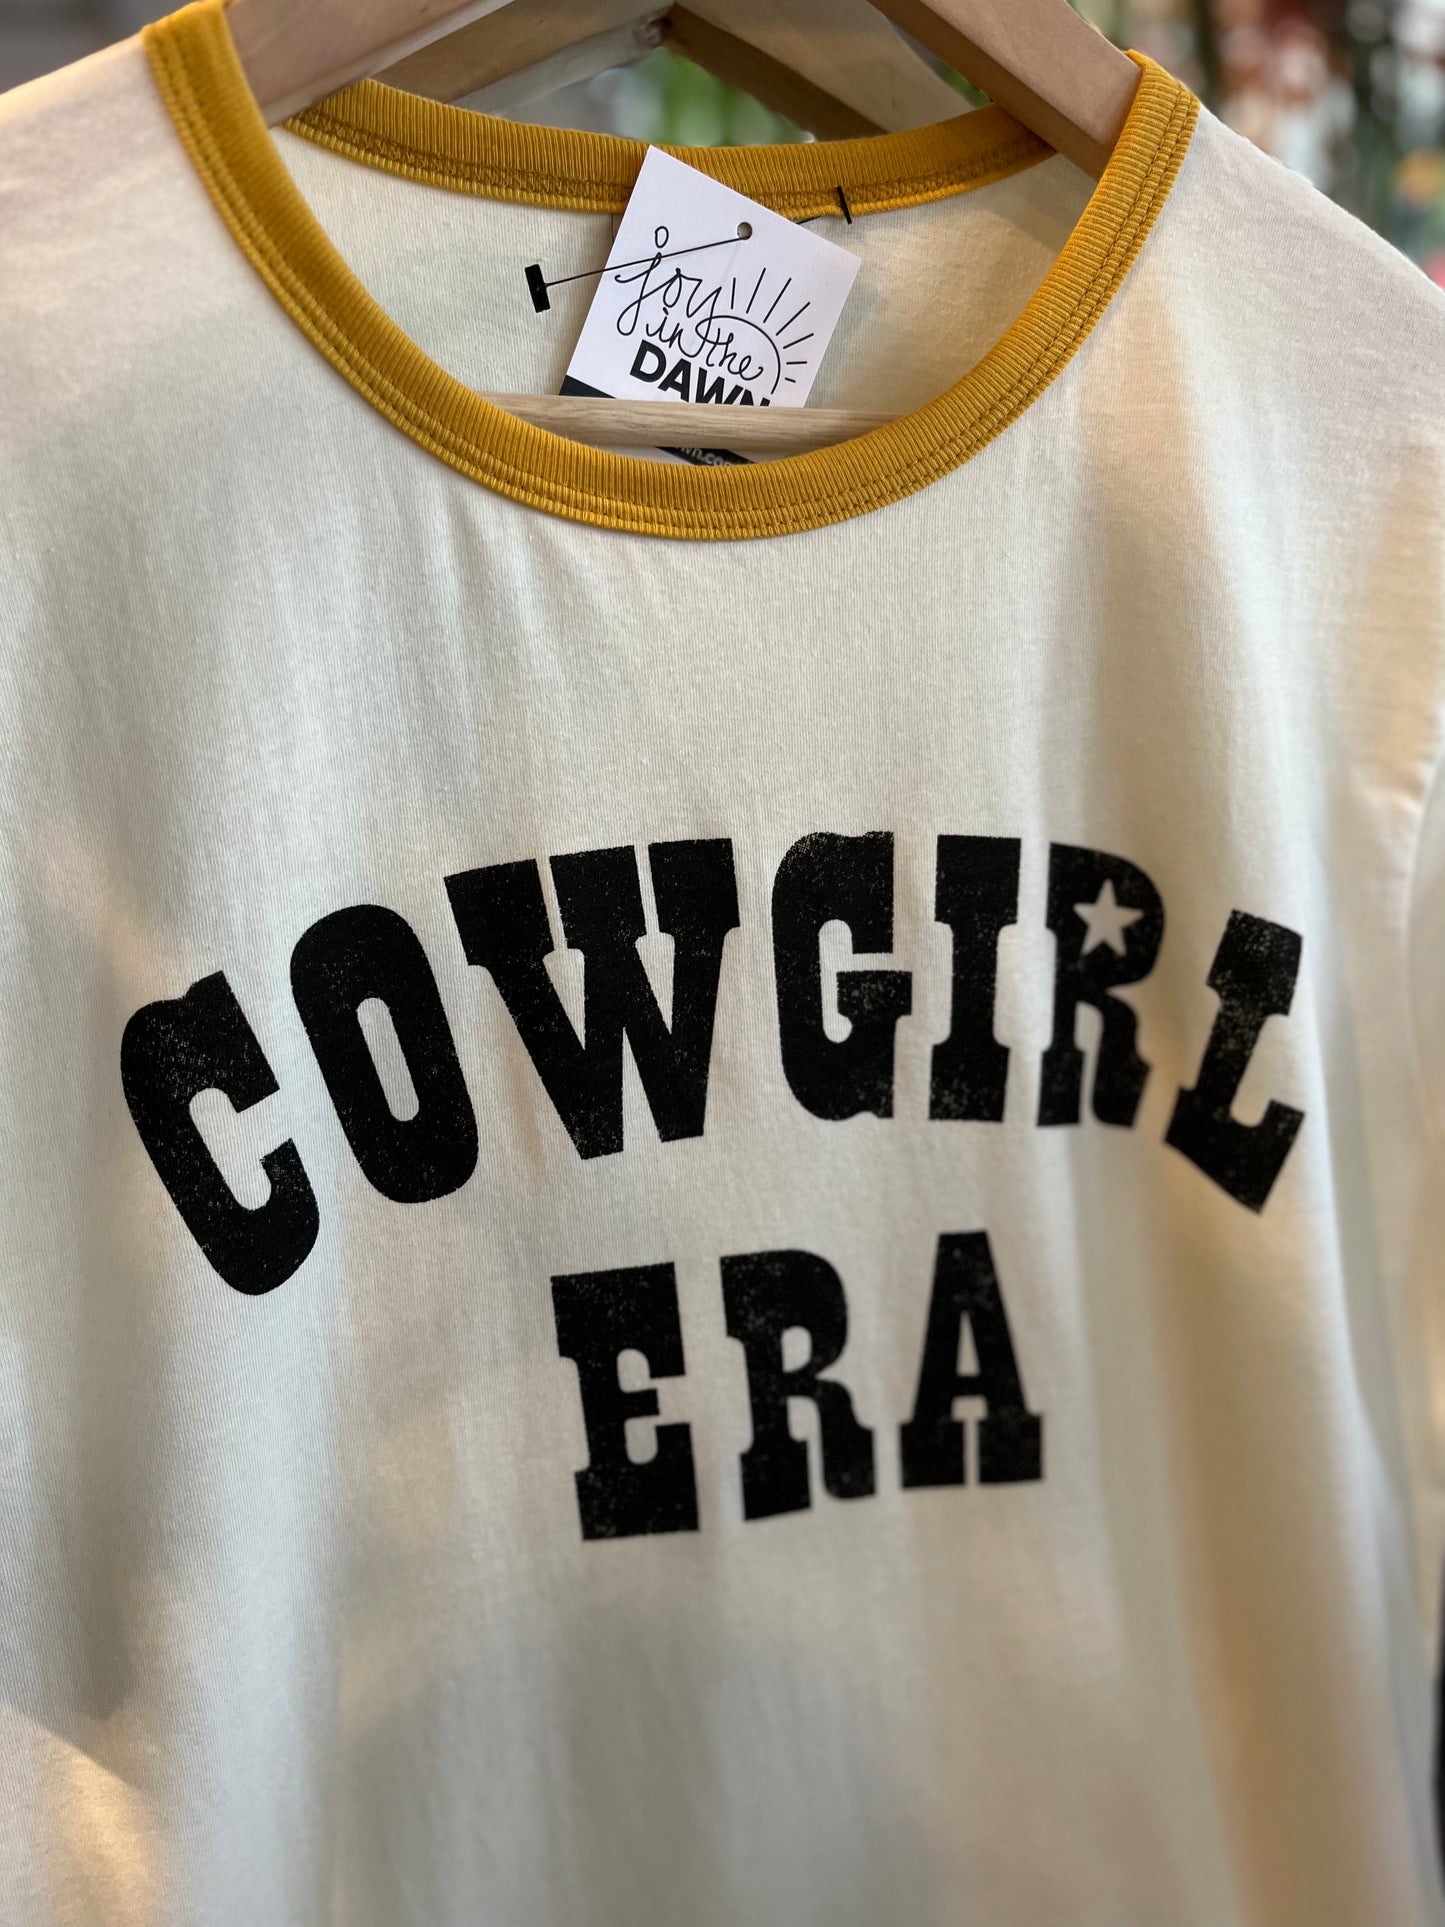 joy
in the
DAWN
COWGIRL
ERA